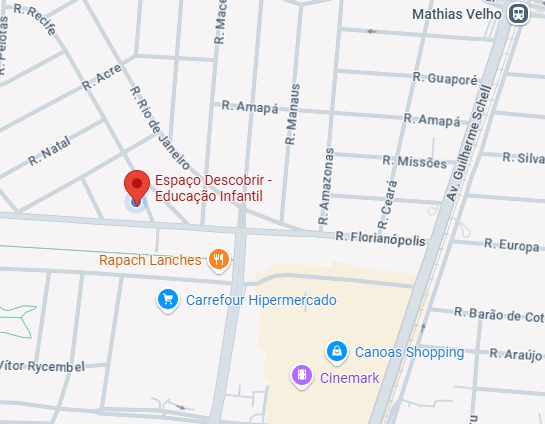 R. Pelotas
R. Recife
R. Mace
Mathias Velho
R. Acre
R. Guaporé
R. Rio de Janeiro
R. Manaus
R. Amapá
R. Amapá
Av. Guilherme Schell
R. Natal
R. Missões
R. Silva
Espaço Descobrir -
Educação Infantil
R. Amazonas
R. Ceará
R. Florianópolis
R. Europa
Rapach Lanches
Carrefour Hipermercado
R. Barão de Cot
Canoas Shopping
R. Araújo
Vítor Rycembel
Cinemark